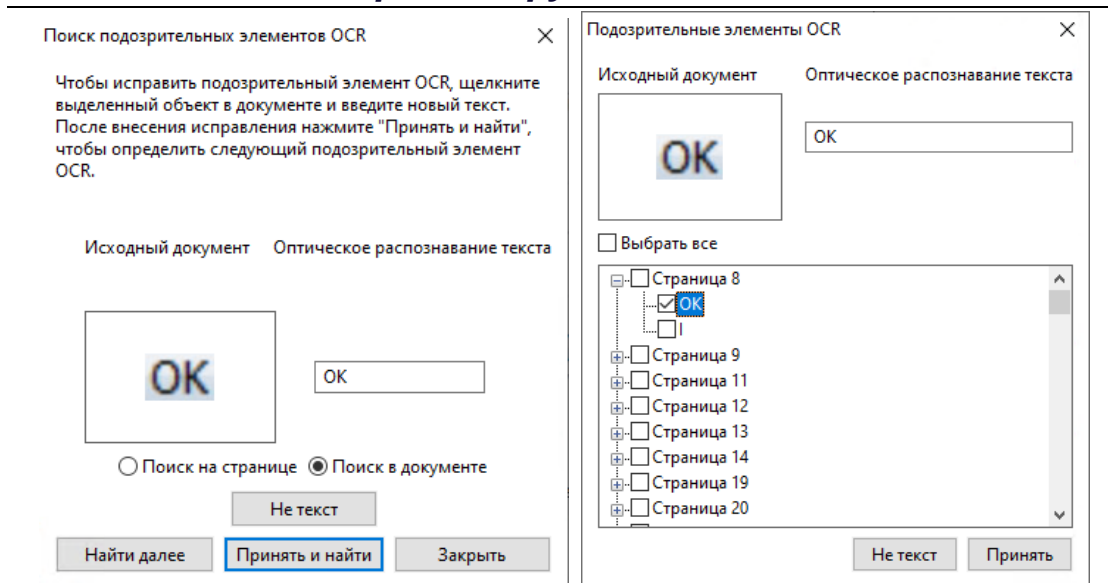 Поиск подозрительных элементов OCR
Чтобы исправить подозрительный элемент OCR, щелкните
выделенный объект в документе и введите новый текст.
После внесения исправления нажмите "Принять и найти",
чтобы определить следующий подозрительный элемент
OCR.
Исходный документ Оптическое распознавание текста
OK
OK
Поиск на странице Поиск в документе
Не текст
Найти далее Принять и найти Закрыть
Подозрительные элементы OCR
Исходный документ Оптическое распознавание текста
OK
OK
Выбрать все
Страница 8
OK
I
Страница 9
Страница 11
Страница 12
Страница 13
Страница 14
Страница 19
Страница 20
Не текст Принять